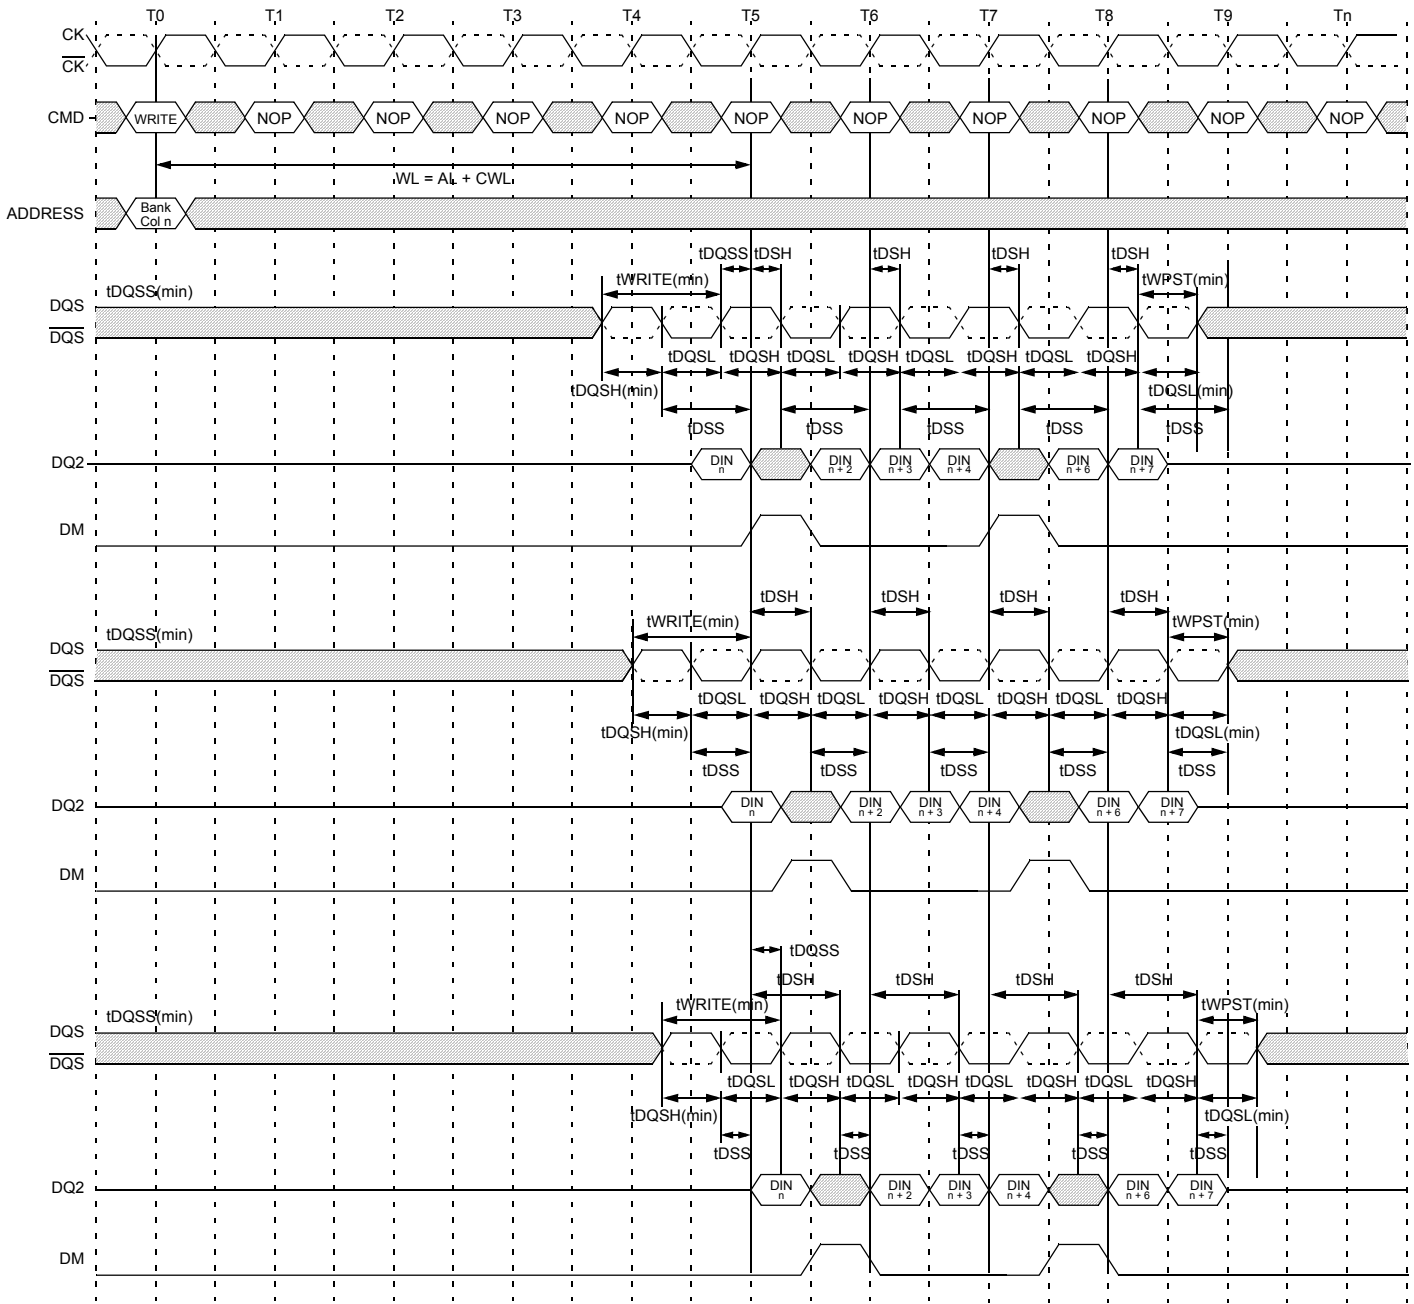 T0 T1 T2 T3 T4 T5 T6 T7 T8 T9 Tn
CK
CK
CMD WRITE NOP NOP NOP NOP NOP NOP NOP NOP NOP NOP
WL = AL + CWL
ADDRESS Bank Col n
tDQSS tDSH tDSH tDSH tDSH
tDQSS(min) tWRITE(min) tWPST(min)
DQS
DQS
tDQSL tDQSH tDQSL tDQSH tDQSL tDQSH tDQSL tDQSH
tDQSH(min) tDQSL(min)
tDSS tDSS tDSS tDSS tDSS
DQ2 DIN n DIN n + 2 DIN n + 3 DIN n + 4 DIN n + 6 DIN n + 7
DM
tDSH tDSH tDSH tDSH
tDQSS(min) tWRITE(min) tWPST(min)
DQS
DQS
tDQSL tDQSH tDQSL tDQSH tDQSL tDQSH tDQSL tDQSH
tDQSH(min) tDQSL(min)
tDSS tDSS tDSS tDSS tDSS
DQ2 DIN n DIN n + 2 DIN n + 3 DIN n + 4 DIN n + 6 DIN n + 7
DM
tDQSS
tDSH tDSH tDSH tDSH
tDQSS(min) tWRITE(min) tWPST(min)
DQS
DQS
tDQSL tDQSH tDQSL tDQSH tDQSL tDQSH tDQSL tDQSH
tDQSH(min) tDQSL(min)
tDSS tDSS tDSS tDSS tDSS
DQ2 DIN n DIN n + 2 DIN n + 3 DIN n + 4 DIN n + 6 DIN n + 7
DM